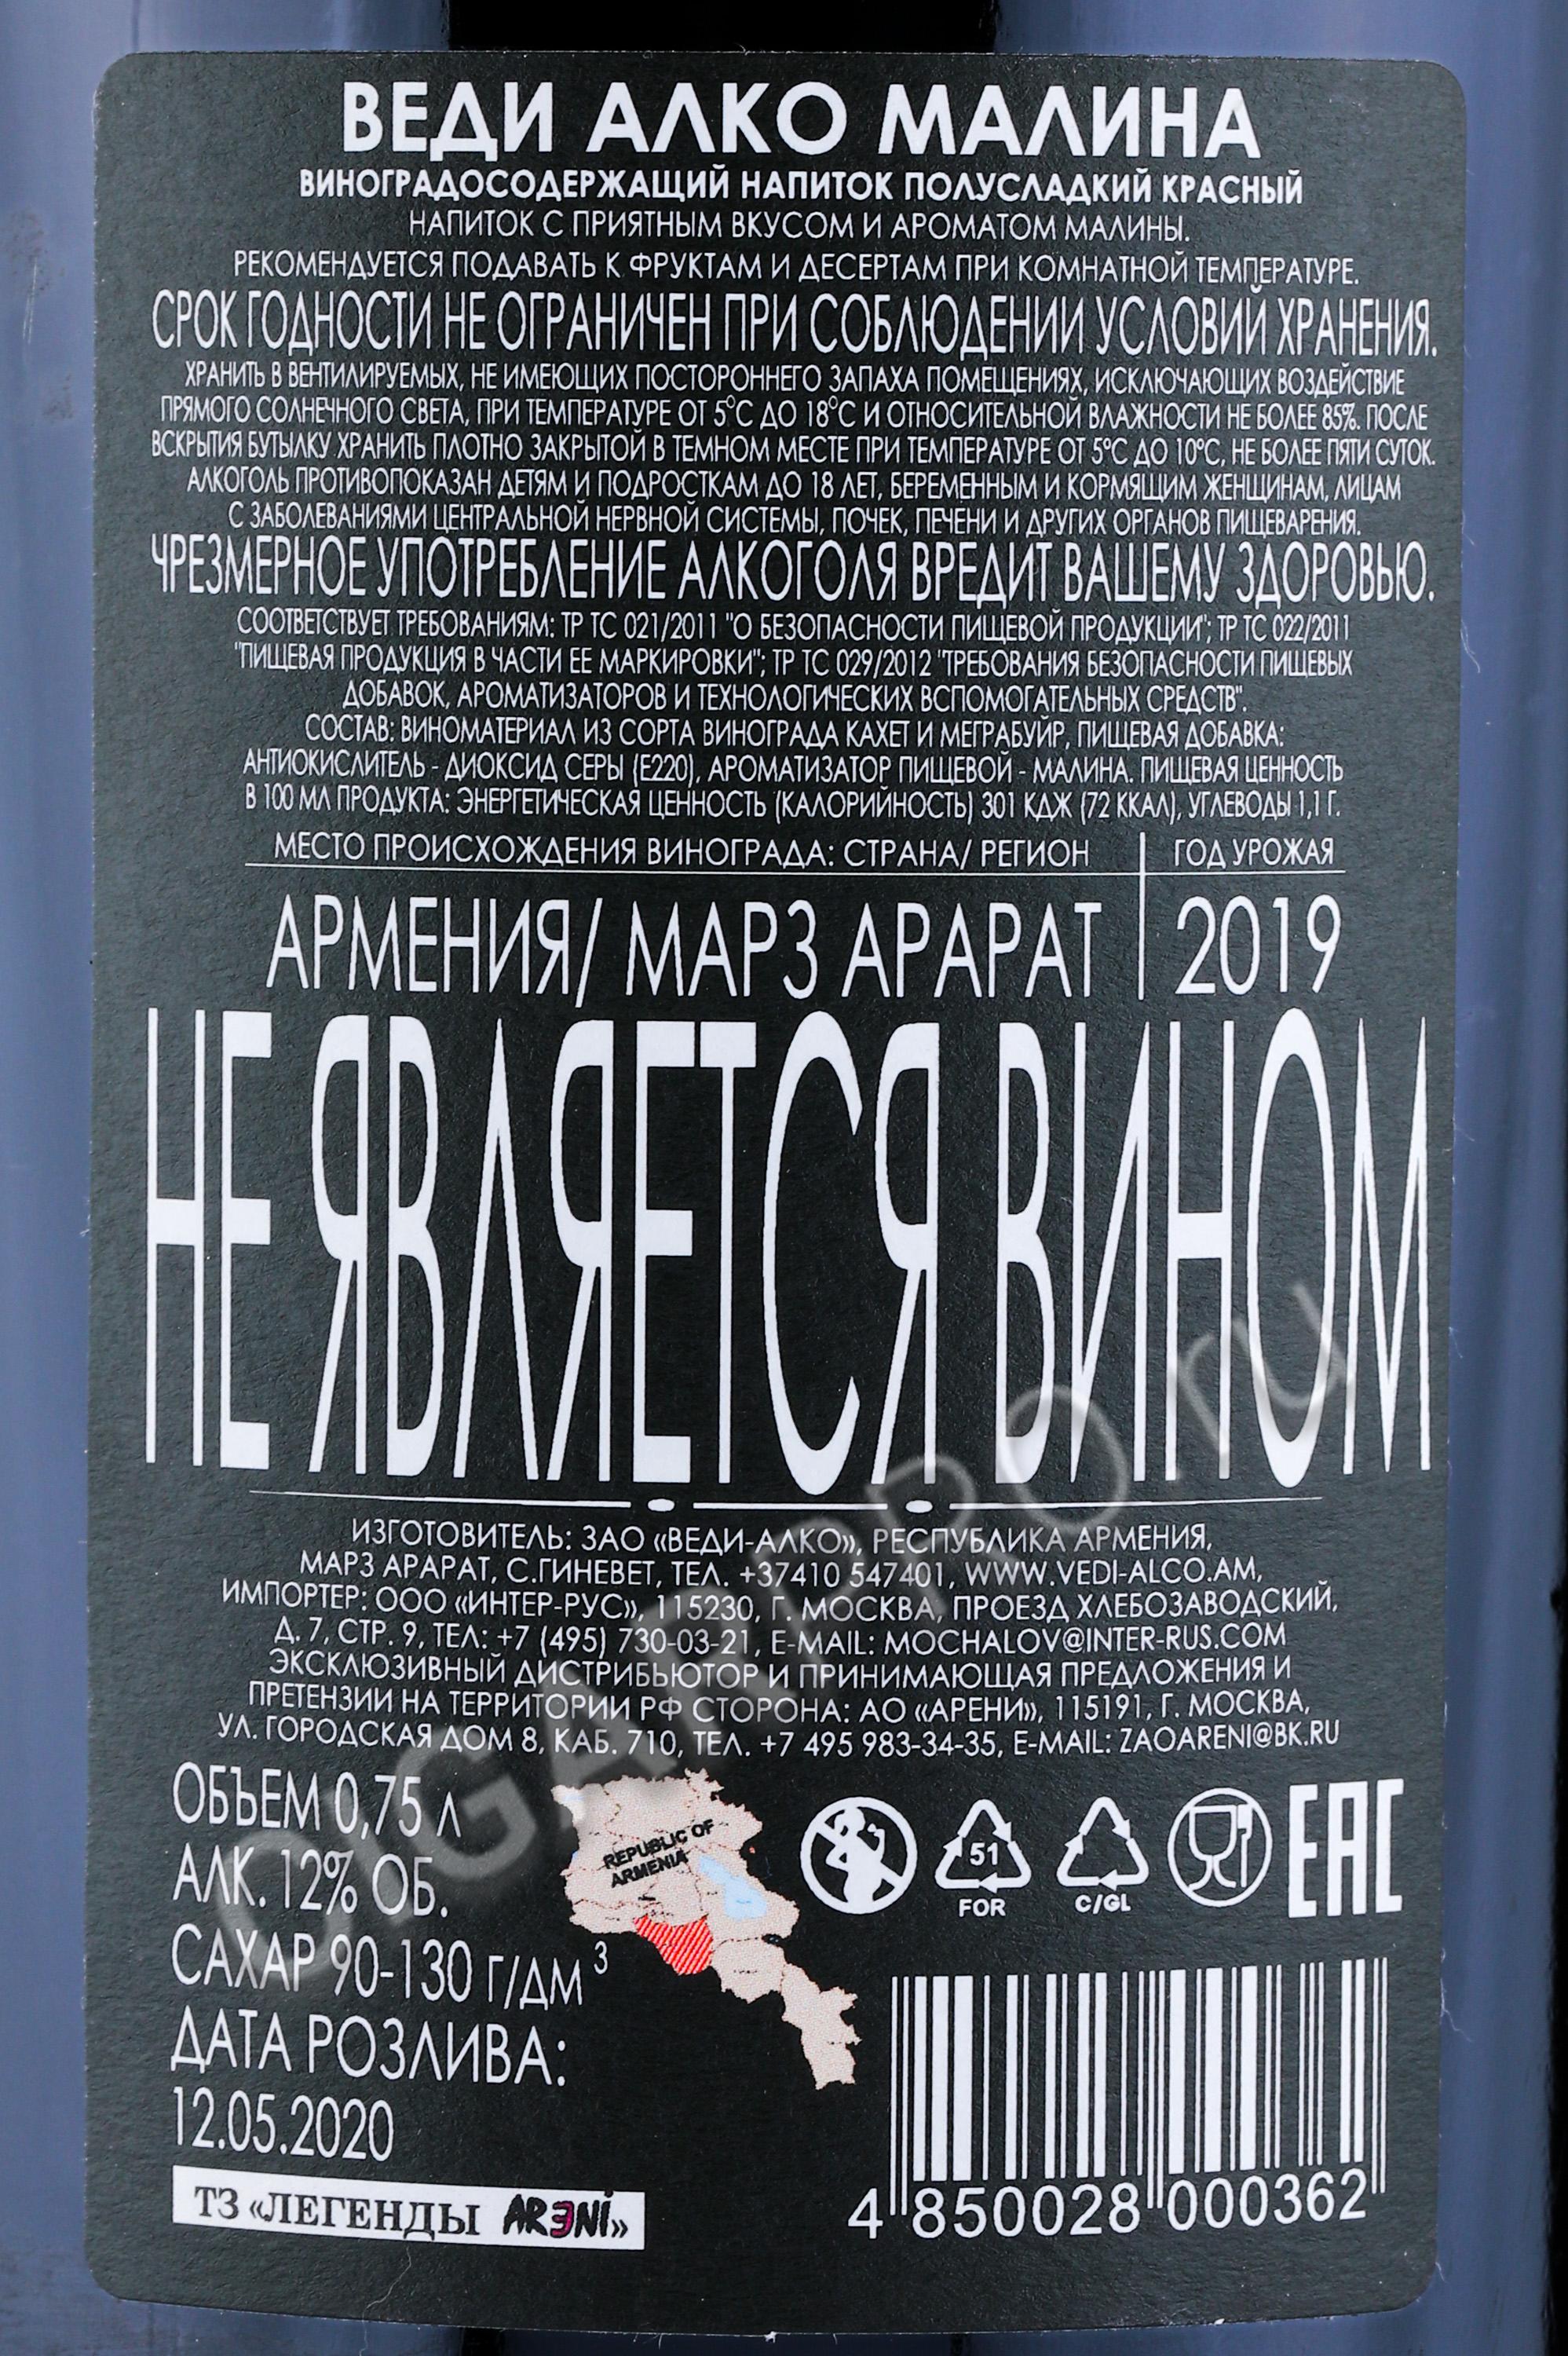 ВЕДИ АЛКО МАЛИНА
ВИНОГРАДОСОДЕРЖАЩИЙ НАПИТОК ПОЛУСЛАДКИЙ КРАСНЫЙ
НАПИТОК С ПРИЯТНЫМ ВКУСОМ И АРОМАТОМ МАЛИНЫ.
РЕКОМЕНДУЕТСЯ ПОДАВАТЬ К ФРУКТАМ И ДЕСЕРТАМ ПРИ КОМНАТНОЙ ТЕМПЕРАТУРЕ.
СРОК ГОДНОСТИ НЕ ОГРАНИЧЕН ПРИ СОБЛЮДЕНИИ УСЛОВИЙ ХРАНЕНИЯ.
ХРАНИТЬ В ВЕНТИЛИРУЕМЫХ, НЕ ИМЕЮЩИХ ПОСТОРОННЕГО ЗАПАХА ПОМЕЩЕНИЯХ, ИСКЛЮЧАЮЩИХ ВОЗДЕЙСТВИЕ
ПРЯМОГО СОЛНЕЧНОГО СВЕТА, ПРИ ТЕМПЕРАТУРЕ ОТ 5°С ДО 18°С И ОТНОСИТЕЛЬНОЙ ВЛАЖНОСТИ НЕ БОЛЕЕ 85%. ПОСЛЕ
ВСКРЫТИЯ БУТЫЛКУ ХРАНИТЬ ПЛОТНО ЗАКРЫТОЙ В ТЕМНОМ МЕСТЕ ПРИ ТЕМПЕРАТУРЕ ОТ 5°С ДО 10°С, НЕ БОЛЕЕ ПЯТИ СУТОК.
АЛКОГОЛЬ ПРОТИВОПОКАЗАН ДЕТЯМ И ПОДРОСТКАМ ДО 18 ЛЕТ, БЕРЕМЕННЫМ И КОРМЯЩИМ ЖЕНЩИНАМ, ЛИЦАМ
С ЗАБОЛЕВАНИЯМИ ЦЕНТРАЛЬНОЙ НЕРВНОЙ СИСТЕМЫ, ПОЧЕК, ПЕЧЕНИ И ДРУГИХ ОРГАНОВ ПИЩЕВАРЕНИЯ.
ЧРЕЗМЕРНОЕ УПОТРЕБЛЕНИЕ АЛКОГОЛЯ ВРЕДИТ ВАШЕМУ ЗДОРОВЬЮ.
СООТВЕТСТВУЕТ ТРЕБОВАНИЯМ: ТР ТС 021/2011 "О БЕЗОПАСНОСТИ ПИЩЕВОЙ ПРОДУКЦИИ"; ТР ТС 022/2011
"ПИЩЕВАЯ ПРОДУКЦИЯ В ЧАСТИ ЕЕ МАРКИРОВКИ"; ТР ТС 029/2012 "ТРЕБОВАНИЯ БЕЗОПАСНОСТИ ПИЩЕВЫХ
ДОБАВОК, АРОМАТИЗАТОРОВ И ТЕХНОЛОГИЧЕСКИХ ВСПОМОГАТЕЛЬНЫХ СРЕДСТВ".
СОСТАВ: ВИНОМАТЕРИАЛ ИЗ СОРТА ВИНОГРАДА КАХЕТ И МЕГРАБУЙР, ПИЩЕВАЯ ДОБАВКА:
АНТИОКИСЛИТЕЛЬ - ДИОКСИД СЕРЫ (Е220), АРОМАТИЗАТОР ПИЩЕВОЙ - МАЛИНА. ПИЩЕВАЯ ЦЕННОСТЬ
В 100 МЛ ПРОДУКТА: ЭНЕРГЕТИЧЕСКАЯ ЦЕННОСТЬ (КАЛОРИЙНОСТЬ) 301 КДЖ (72 ККАЛ), УГЛЕВОДЫ 1,1 Г.
МЕСТО ПРОИСХОЖДЕНИЯ ВИНОГРАДА: СТРАНА/ РЕГИОН ГОД УРОЖАЯ
АРМЕНИЯ/ МАРЗ АРАРАТ 2019
НЕ ЯВЛЯЕТСЯ ВИНОМ
ИЗГОТОВИТЕЛЬ: ЗАО «ВЕДИ-АЛКО», РЕСПУБЛИКА АРМЕНИЯ,
МАРЗ АРАРАТ, С.ГИНЕВЕТ, ТЕЛ. +37410 547401, WWW.VEDI-ALCO.AM,
ИМПОРТЕР: ООО «ИНТЕР-РУС», 115230, Г. МОСКВА, ПРОЕЗД ХЛЕБОЗАВОДСКИЙ,
Д. 7, СТР. 9, ТЕЛ: +7 (495) 730-03-21, E-MAIL: MOCHALOV@INTER-RUS.COM
ЭКСКЛЮЗИВНЫЙ ДИСТРИБЬЮТОР И ПРИНИМАЮЩАЯ ПРЕДЛОЖЕНИЯ И
ПРЕТЕНЗИИ НА ТЕРРИТОРИИ РФ СТОРОНА: АО «АРЕНИ», 115191, Г. МОСКВА,
УЛ. ГОРОДСКАЯ ДОМ 8, КАБ. 710, ТЕЛ. +7 495 983-34-35, E-MAIL: ZAOARENI@BK.RU
ОБЪЕМ 0,75 Л
АЛК. 12% ОБ.
САХАР 90-130 Г/ДМ³
ДАТА РОЗЛИВА:
12.05.2020
ТЗ «ЛЕГЕНДЫ ARENI»
REPUBLIC OF
ARMENIA
51
FOR
C/GL
EAC
4 850028 000362
CIGARPRO.ru